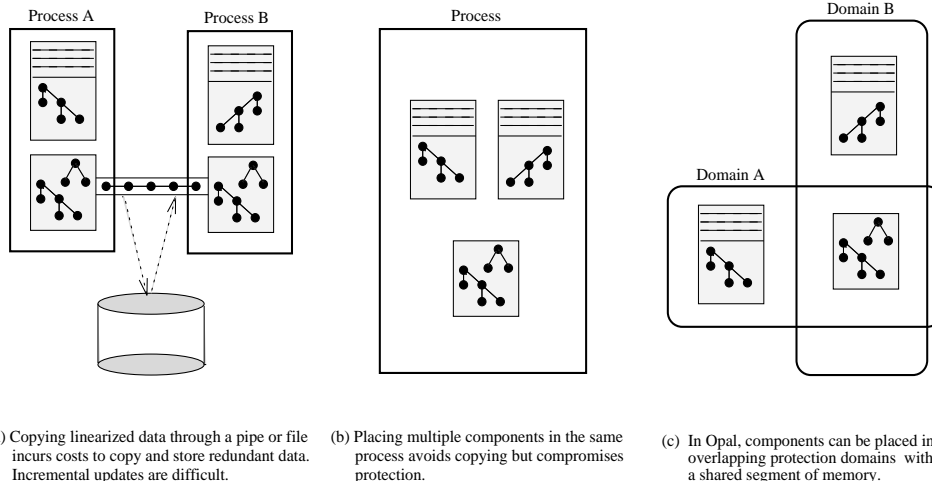 Process A
Process B
Process
Domain B
Domain A
) Copying linearized data through a pipe or file
incurs costs to copy and store redundant data.
Incremental updates are difficult.
(b) Placing multiple components in the same
process avoids copying but compromises
protection.
(c) In Opal, components can be placed in
overlapping protection domains with
a shared segment of memory.